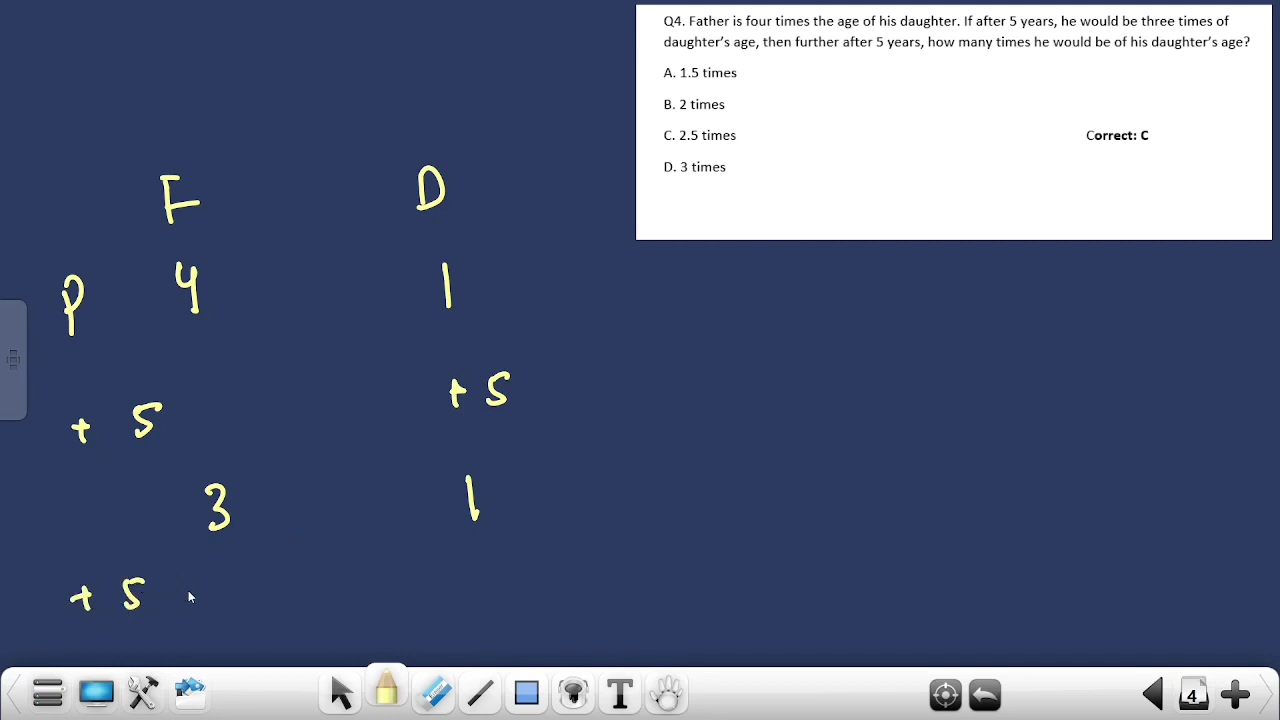 Q4. Father is four times the age of his daughter. If after 5 years, he would be three times of
daughter's age, then further after 5 years, how many times he would be of his daughter's age?
A. 1.5 times
B. 2 times
C. 2.5 times
Correct: C
D. 3 times
F D
P 4 1
+ 5 + 5
3 1
+ 5
T 4